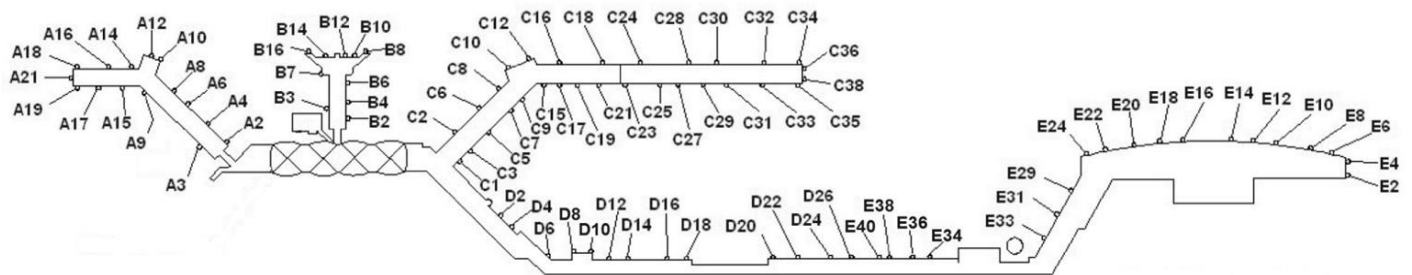 A12
A16
A14
A10
A18
A21
A8
A6
A4
A2
A19
A17
A15
A9
A3
B12
B14
B10
B16
B8
B7
B6
B3
B4
B2
C12
C16
C18
C24
C28
C30
C32
C34
C10
C36
C8
C38
C6
C2
C15
C21
C25
C9
C17
C23
C29
C33
C35
C7
C19
C27
C31
C5
C3
C1
D2
D4
D6
D8
D10
D12
D14
D16
D18
D20
D22
D24
D26
E40
E38
E36
E34
E33
E31
E29
E24
E22
E20
E18
E16
E14
E12
E10
E8
E6
E4
E2